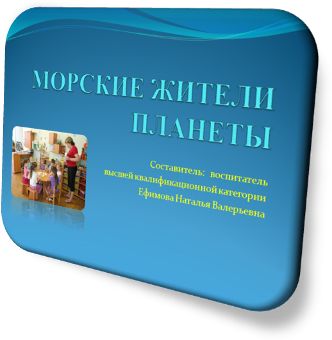 МОРСКИЕ ЖИТЕЛИ
ПЛАНЕТЫ
Составитель: воспитатель
высшей квалификационной категории
Ефимова Наталья Валерьевна